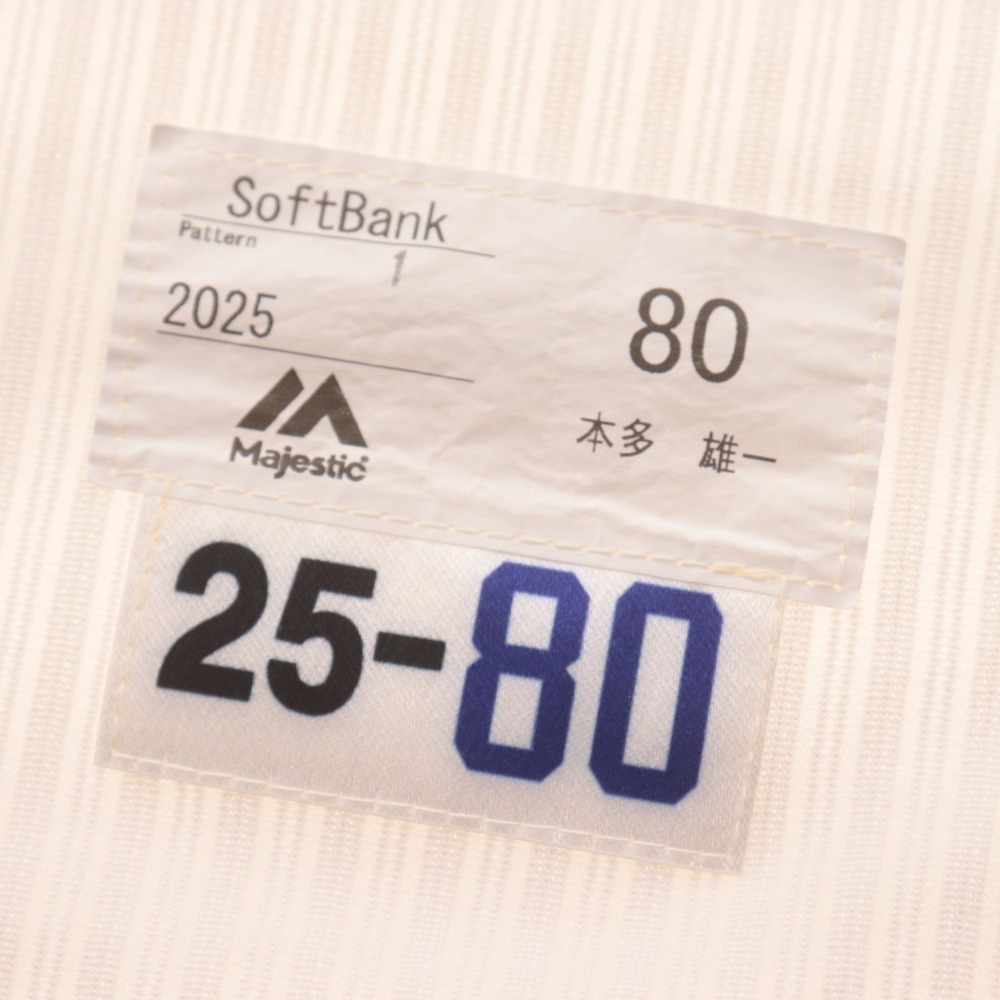 SoftBank
Pattern
1
2025
80
Majestic
本多 雄一
25-80